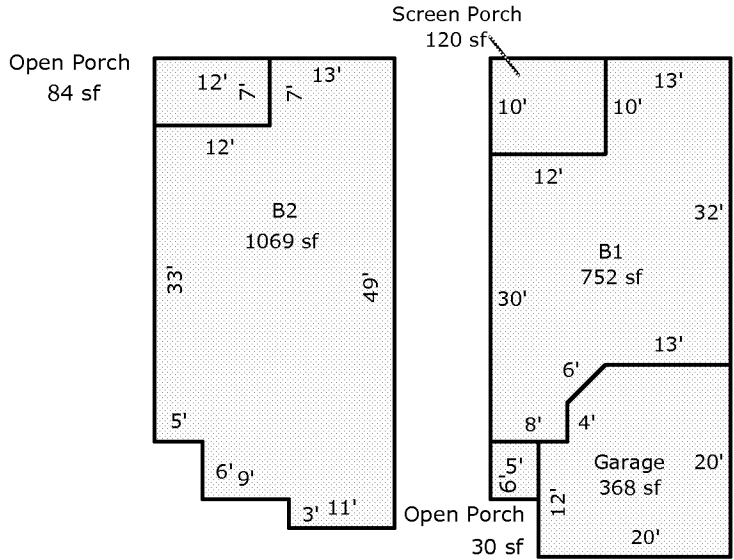 Screen Porch
120 sf
Open Porch
84 sf
12'
7'
7'
13'
12'
B2
1069 sf
33'
49'
5'
6'
9'
3'
11'
10'
10'
13'
12'
32'
B1
752 sf
30'
13'
6'
8'
4'
5'
6'
Garage
368 sf
20'
12'
Open Porch
30 sf
20'